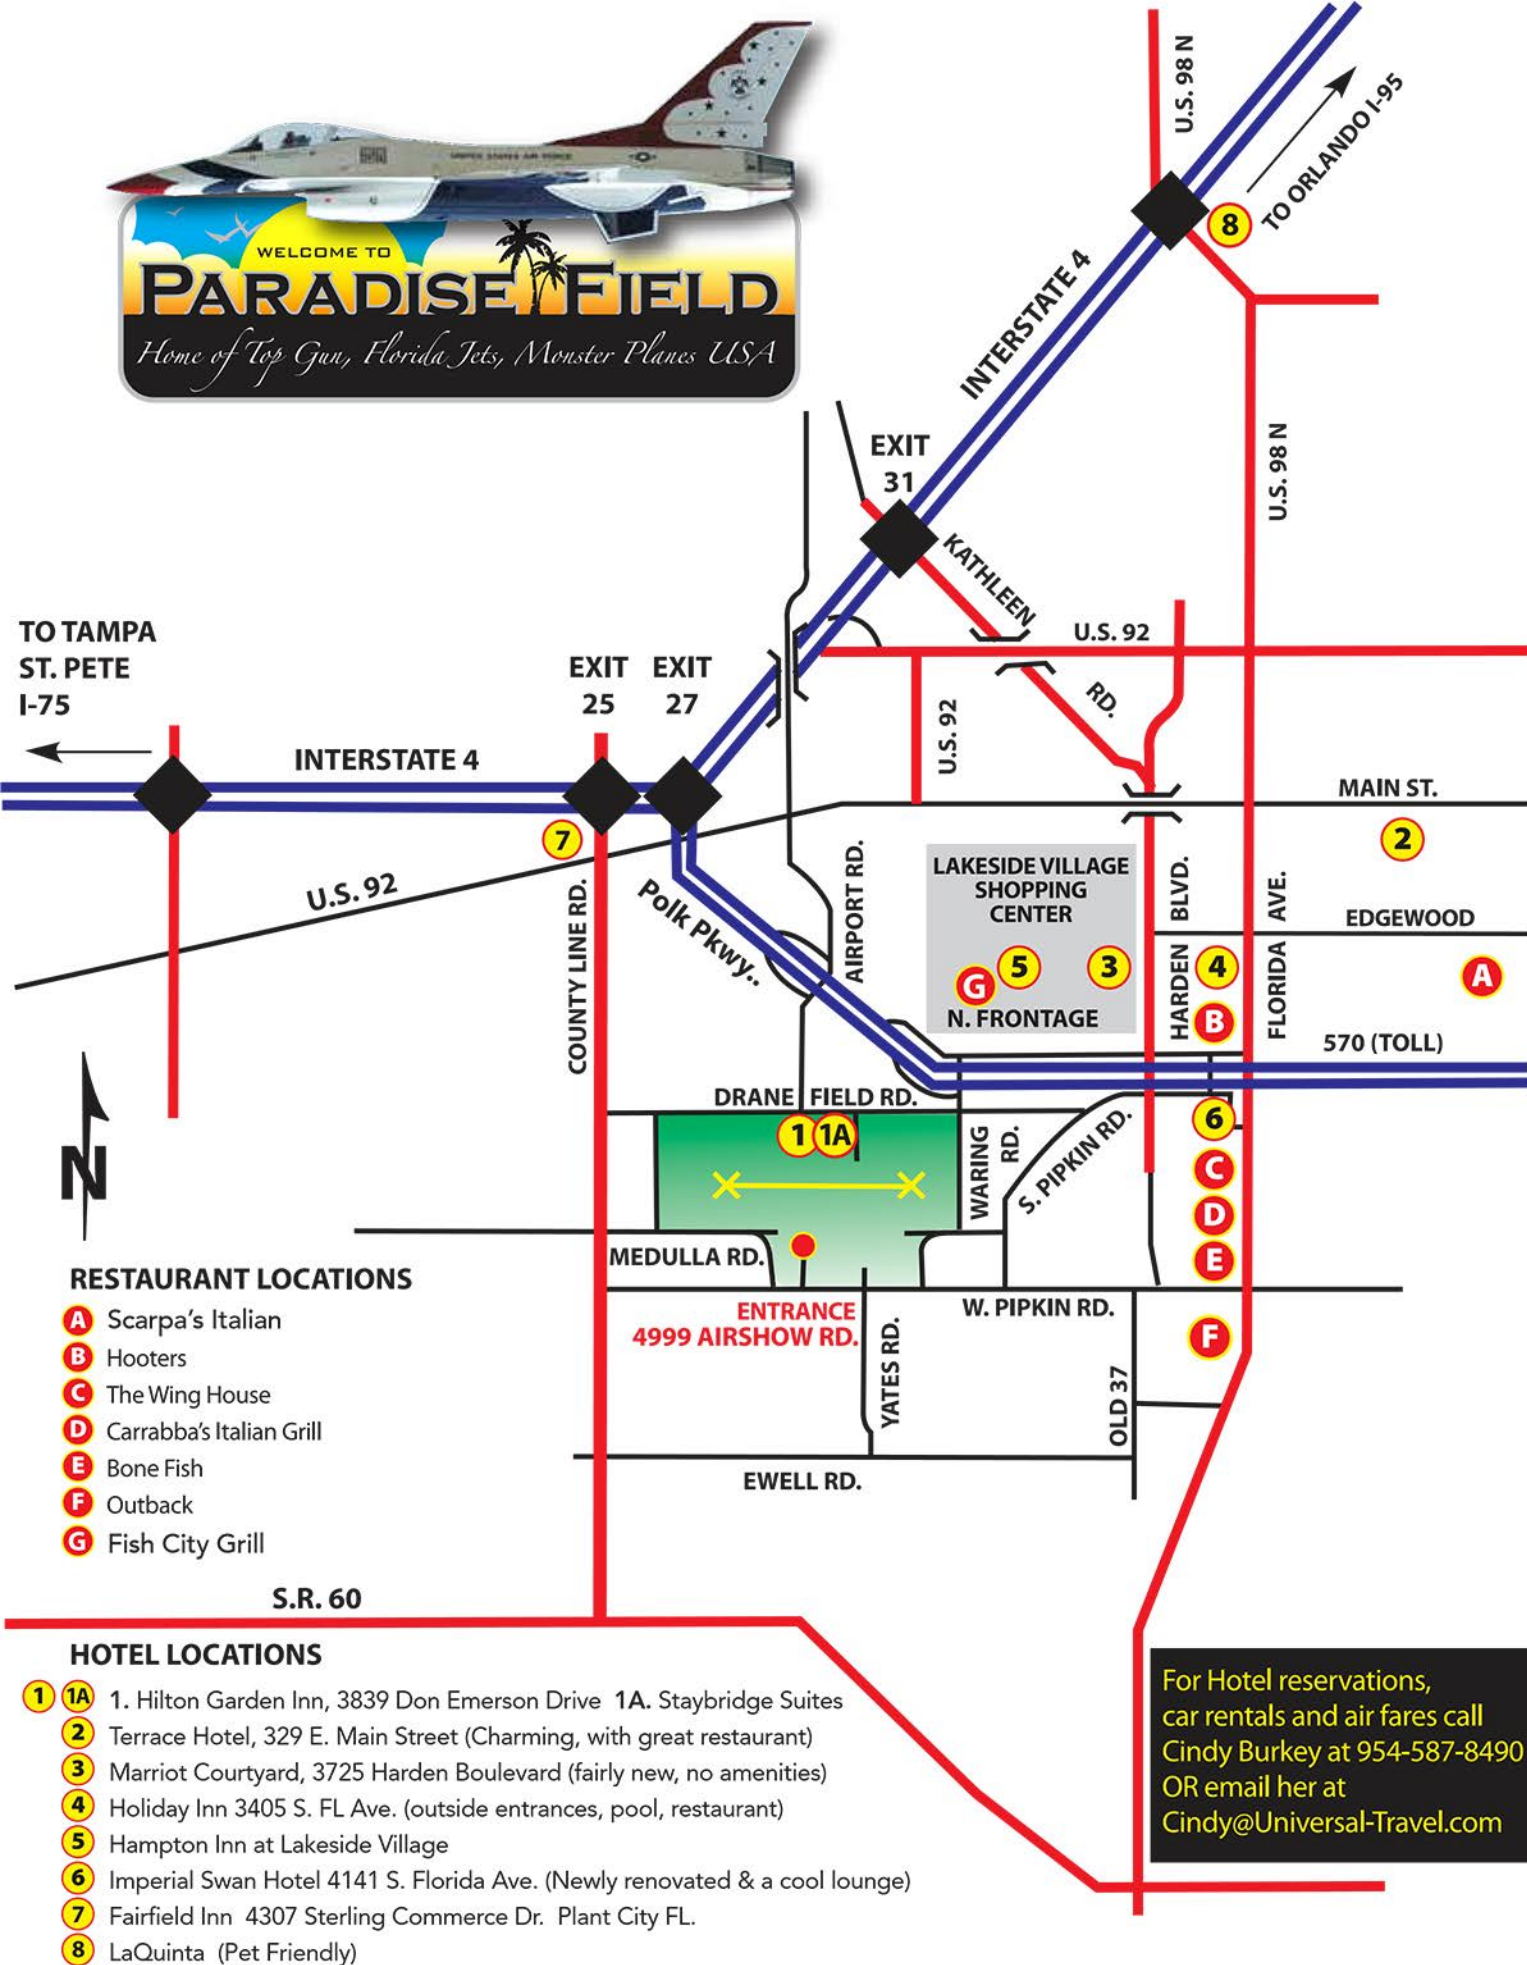 UNITED STATES AIR FORCE
WELCOME TO
PARADISE FIELD
Home of Top Gun, Florida Jets, Monster Planes USA
U.S. 98 N
TO ORLANDO I-95
8
INTERSTATE 4
EXIT
31
KATHLEEN
RD.
U.S. 98 N
U.S. 92
TO TAMPA
ST. PETE
I-75
INTERSTATE 4
EXIT
25
EXIT
27
U.S. 92
MAIN ST.
7
2
U.S. 92
COUNTY LINE RD.
Polk Pkwy..
AIRPORT RD.
LAKESIDE VILLAGE
SHOPPING
CENTER
G
5
3
N. FRONTAGE
HARDEN BLVD.
4
B
FLORIDA AVE.
EDGEWOOD
A
570 (TOLL)
DRANE FIELD RD.
1 1A
WARING
RD.
S. PIPKIN RD.
6
C
D
E
N
MEDULLA RD.
ENTRANCE
4999 AIRSHOW RD.
W. PIPKIN RD.
F
YATES RD.
OLD 37
EWELL RD.
RESTAURANT LOCATIONS
A Scarpa's Italian
B Hooters
C The Wing House
D Carrabba's Italian Grill
E Bone Fish
F Outback
G Fish City Grill
S.R. 60
HOTEL LOCATIONS
1 1A 1. Hilton Garden Inn, 3839 Don Emerson Drive 1A. Staybridge Suites
2 Terrace Hotel, 329 E. Main Street (Charming, with great restaurant)
3 Marriot Courtyard, 3725 Harden Boulevard (fairly new, no amenities)
4 Holiday Inn 3405 S. FL Ave. (outside entrances, pool, restaurant)
5 Hampton Inn at Lakeside Village
6 Imperial Swan Hotel 4141 S. Florida Ave. (Newly renovated & a cool lounge)
7 Fairfield Inn 4307 Sterling Commerce Dr. Plant City FL.
8 LaQuinta (Pet Friendly)
For Hotel reservations,
car rentals and air fares call
Cindy Burkey at 954-587-8490
OR email her at
Cindy@Universal-Travel.com